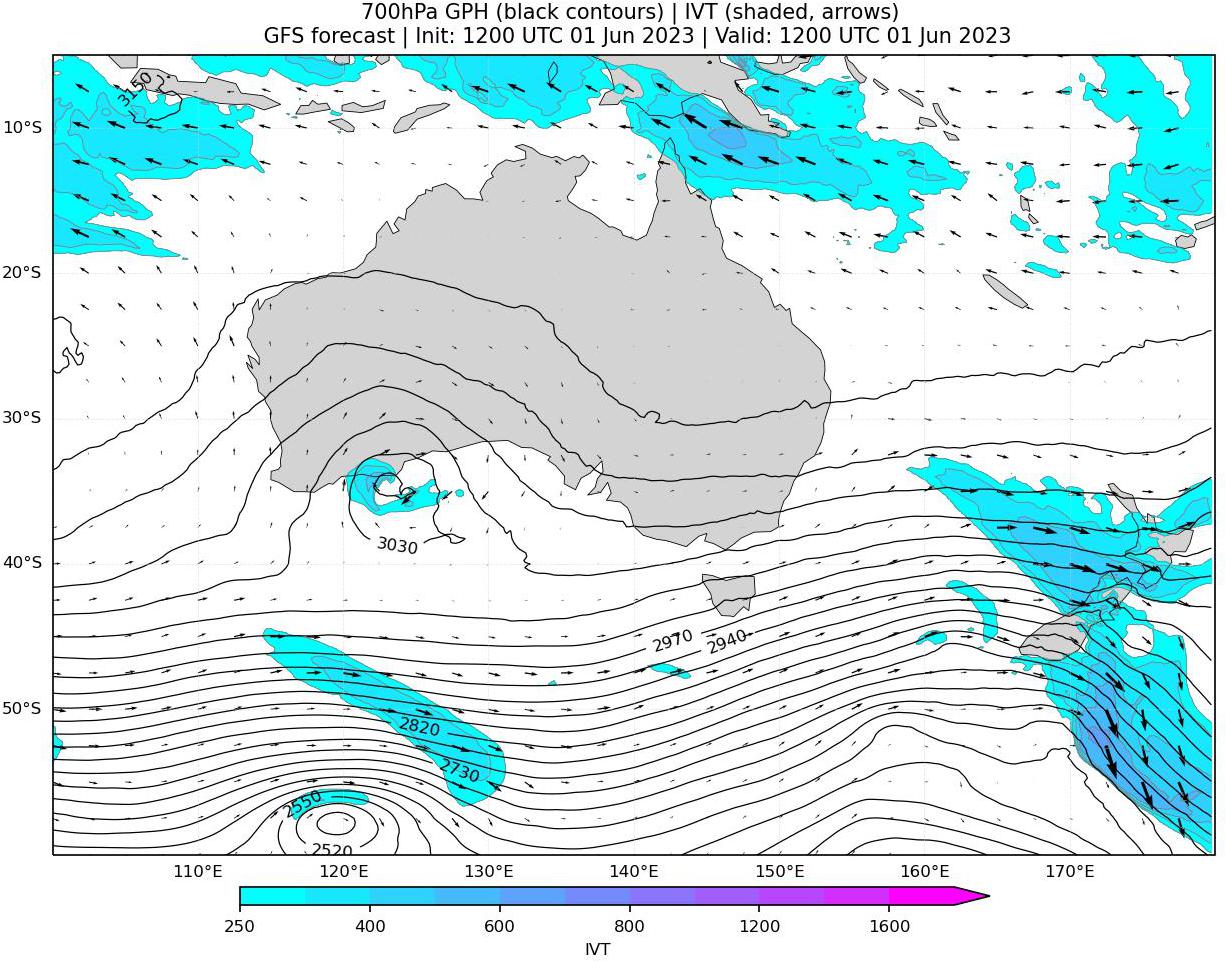 700hPa GPH (black contours) | IVT (shaded, arrows)
GFS forecast | Init: 1200 UTC 01 Jun 2023 | Valid: 1200 UTC 01 Jun 2023
3150
10°S
20°S
30°S
3030
40°S
2970
2940
50°S
2820
2730
2550
2520
110°E 120°E 130°E 140°E 150°E 160°E 170°E
250 400 600 800 1200 1600
IVT